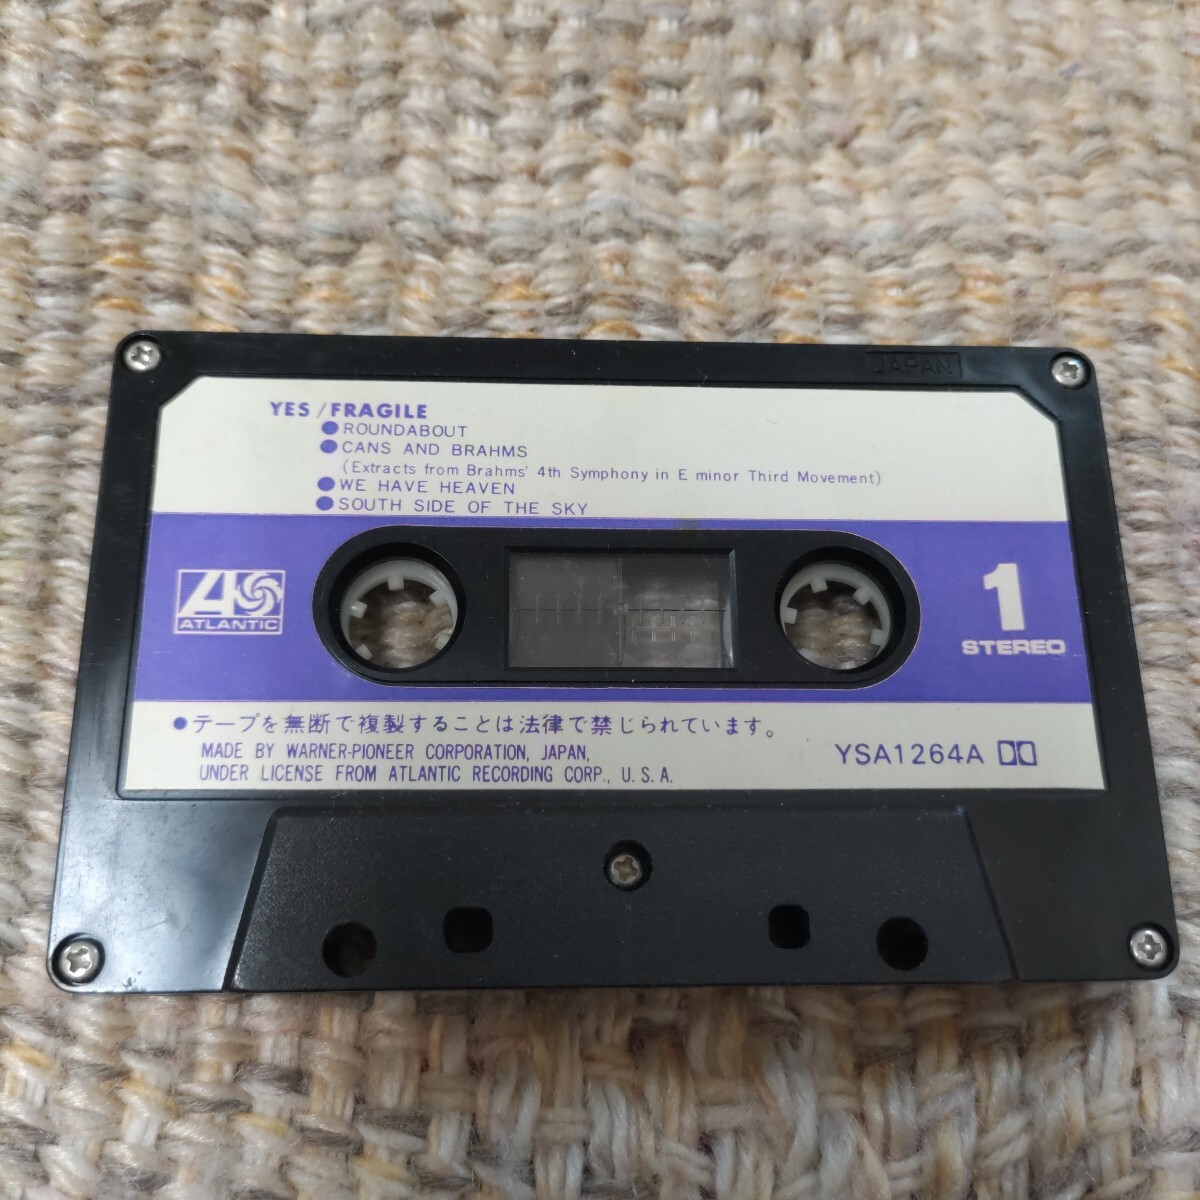 JAPAN
YES/FRAGILE
●ROUNDABOUT
●CANS AND BRAHMS
(Extracts from Brahms' 4th Symphony in E minor Third Movement)
●WE HAVE HEAVEN
●SOUTH SIDE OF THE SKY
ATLANTIC
1
STEREO
●テープを無断で複製することは法律で禁じられています。
MADE BY WARNER-PIONEER CORPORATION, JAPAN,
UNDER LICENSE FROM ATLANTIC RECORDING CORP., U.S.A.
YSA1264A